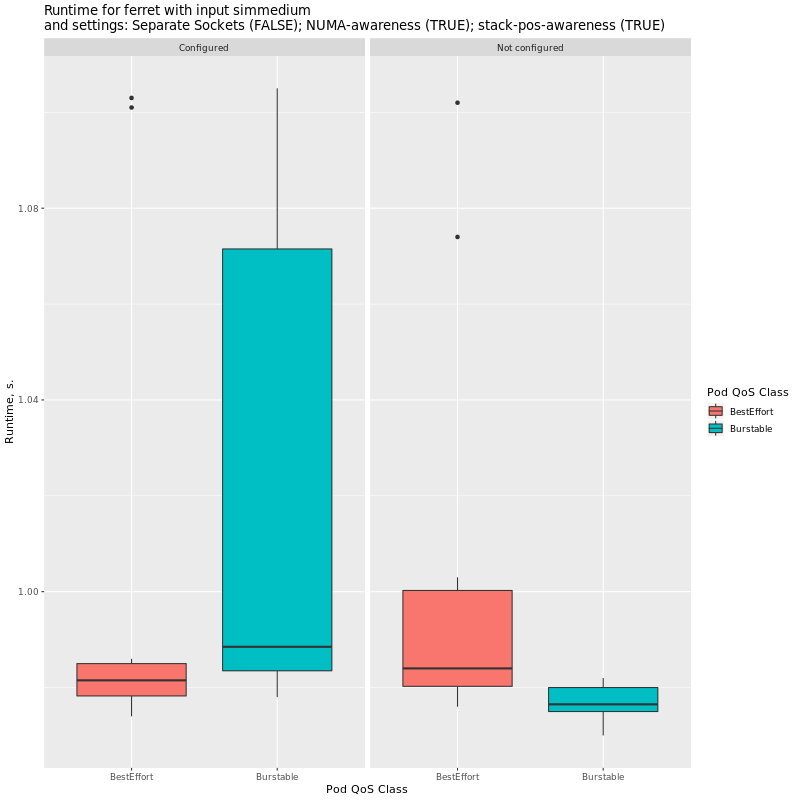 Runtime for ferret with input simmedium
and settings: Separate Sockets (FALSE); NUMA-awareness (TRUE); stack-pos-awareness (TRUE)
Configured
Not configured
1.08
1.04
1.00
Runtime, s.
BestEffort
Burstable
BestEffort
Burstable
Pod QoS Class
Pod QoS Class
BestEffort
Burstable